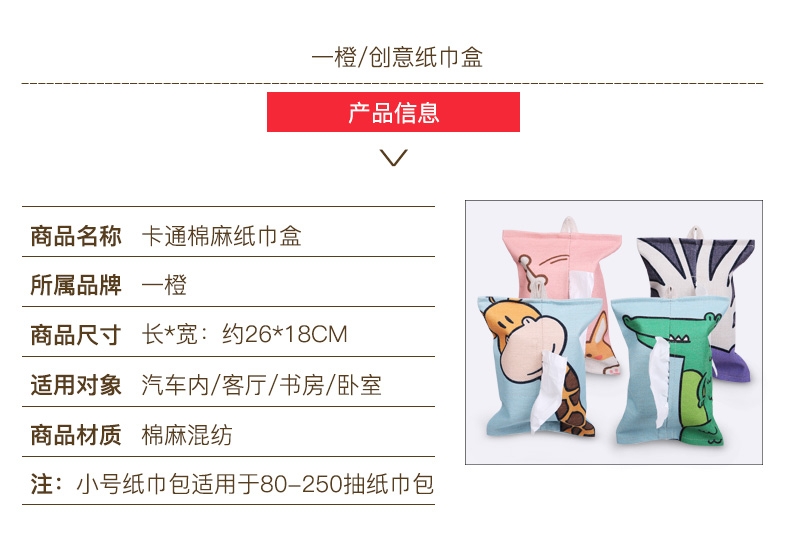 一橙/创意纸巾盒
产品信息
商品名称 卡通棉麻纸巾盒
所属品牌 一橙
商品尺寸 长*宽：约26*18CM
适用对象 汽车内/客厅/书房/卧室
商品材质 棉麻混纺
注：小号纸巾包适用于80-250抽纸巾包